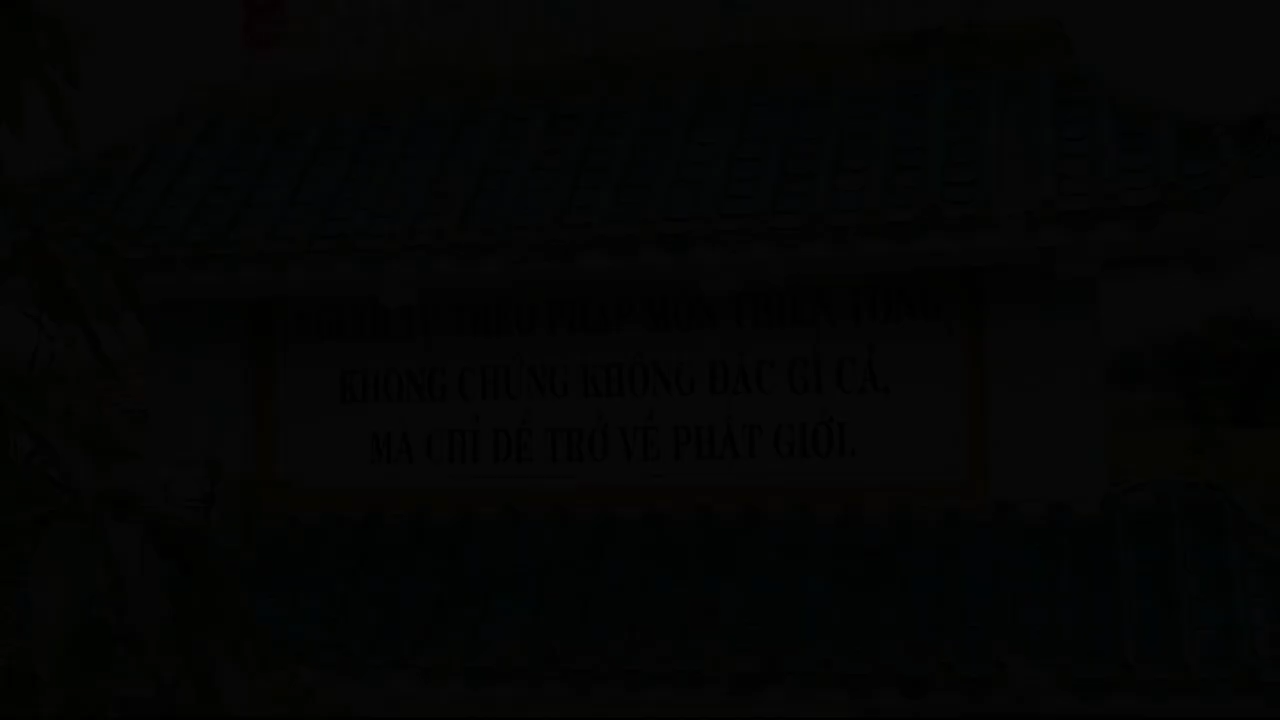 THEO PHÁP MÔN THIỀN TÔNG
KHÔNG CHỨNG KHÔNG ĐẮC GÌ CẢ,
MÀ CHỈ ĐỂ TRỞ VỀ PHẬT GIỚI.